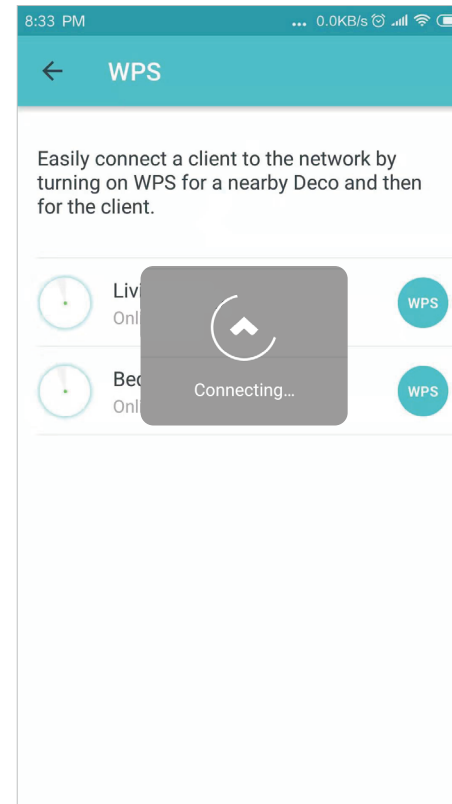 8:33 PM ... 0.0KB/s
WPS
Easily connect a client to the network by
turning on WPS for a nearby Deco and then
for the client.
WPS
Connecting...
WPS